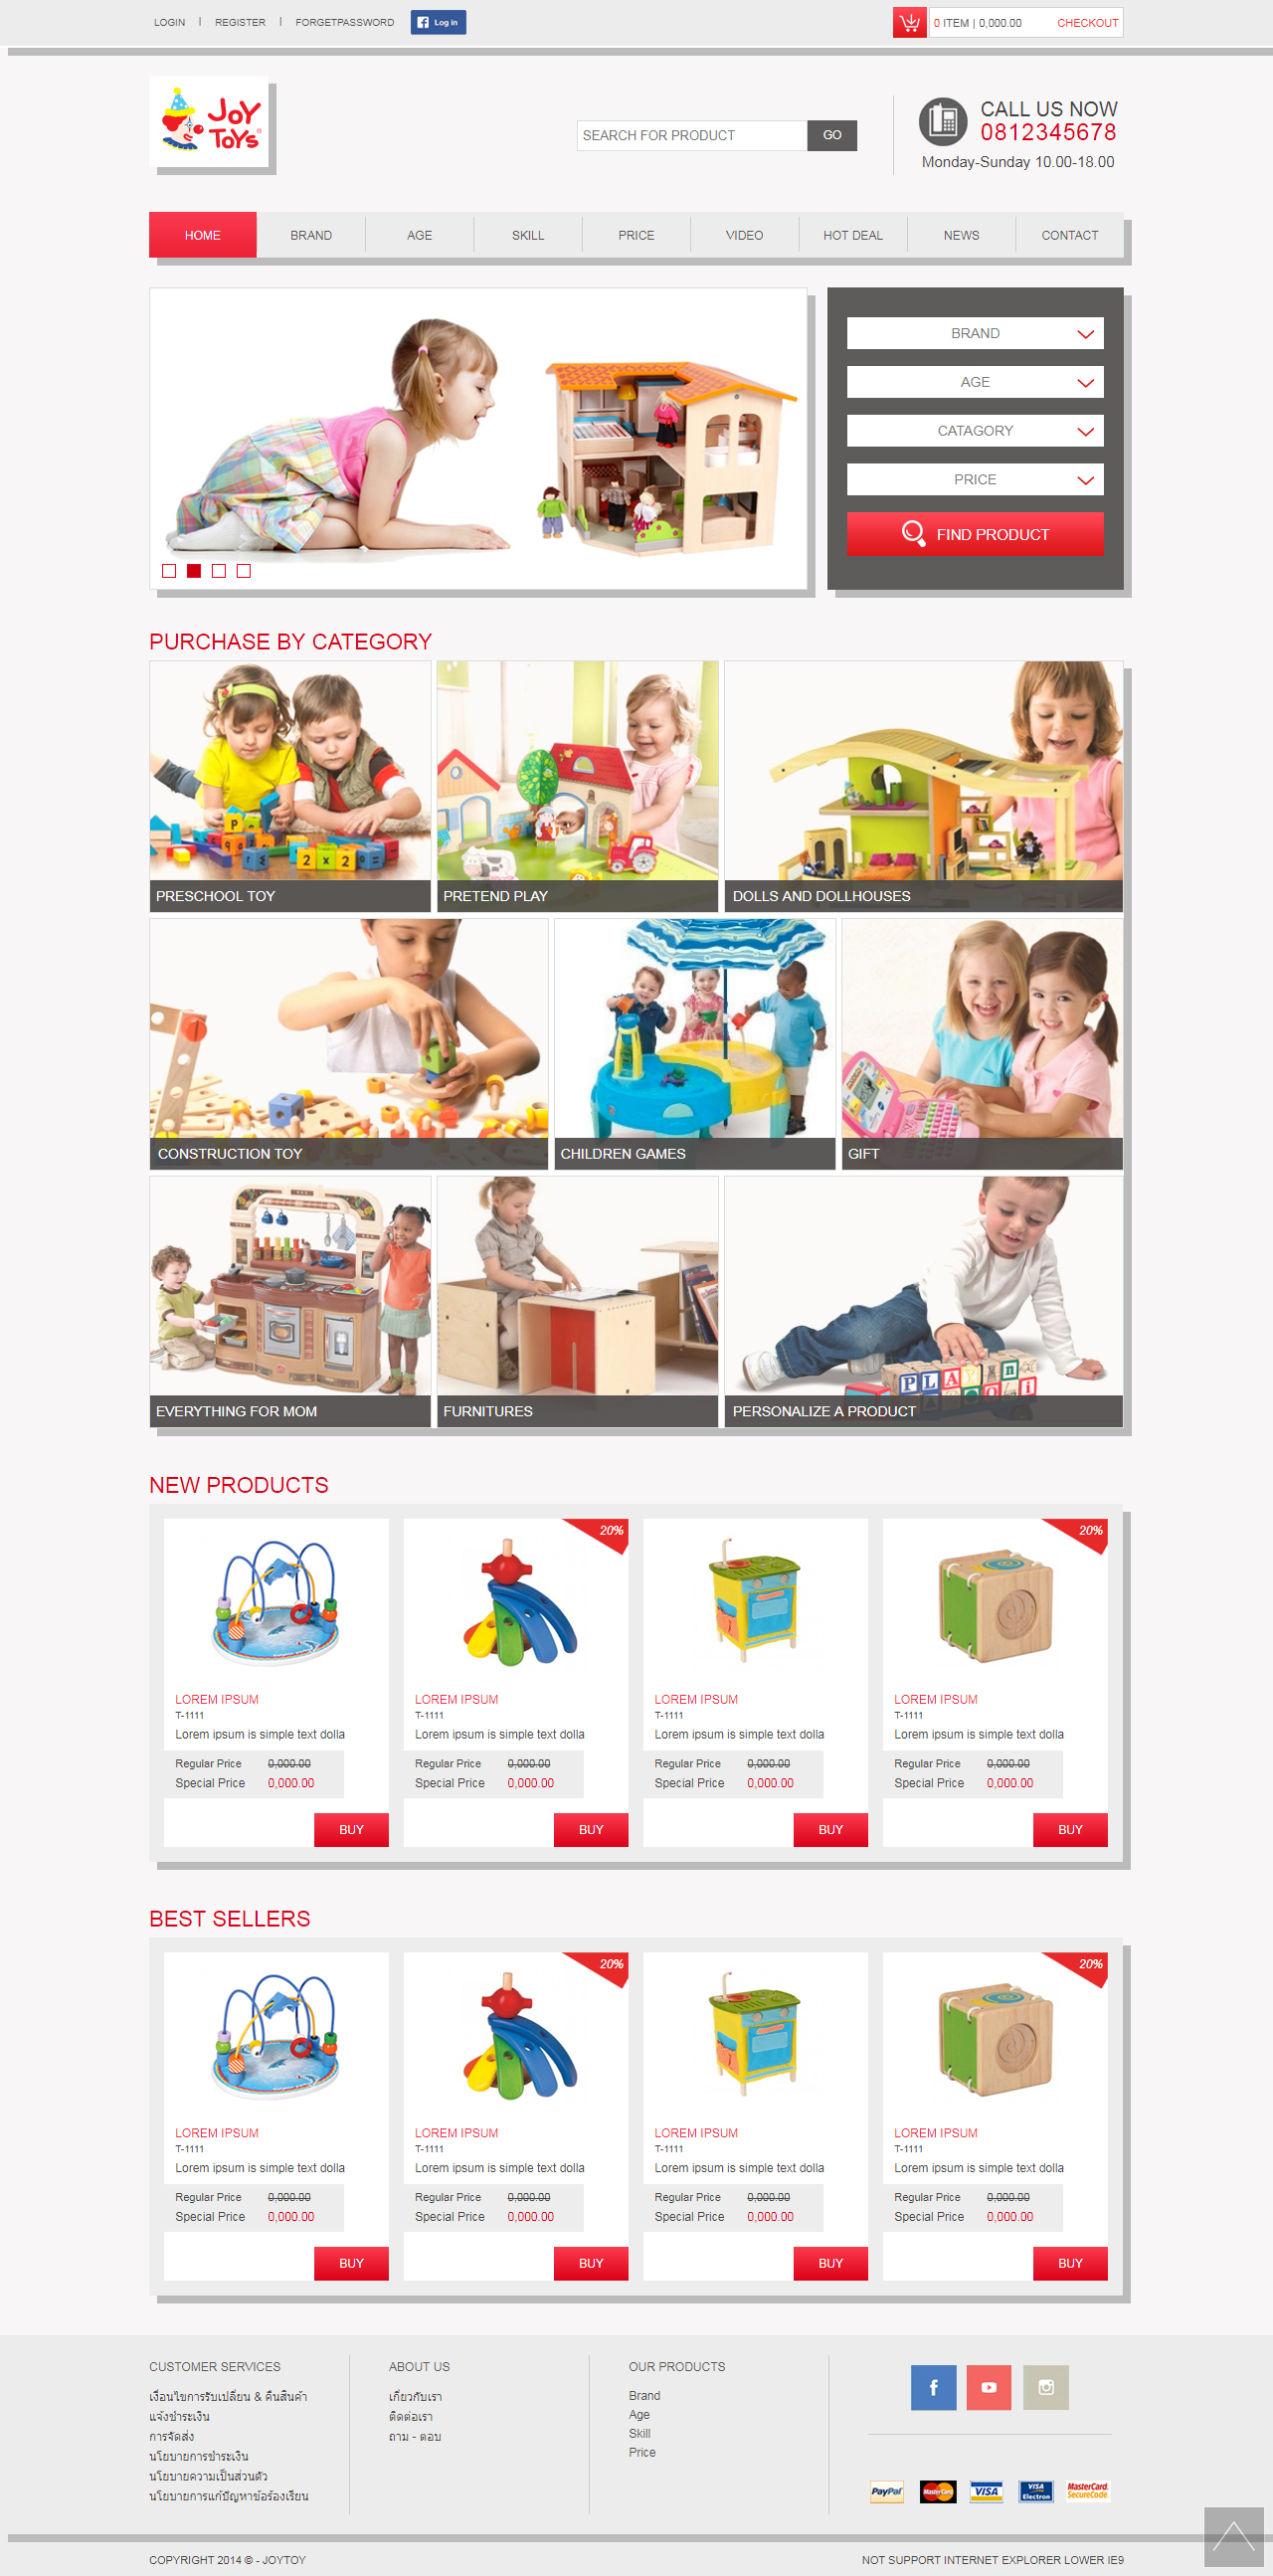 LOGIN | REGISTER | FORGETPASSWORD Log in
0 ITEM | 0,000.00 CHECKOUT
JOY TOYS
SEARCH FOR PRODUCT GO
CALL US NOW
0812345678
Monday-Sunday 10.00-18.00
HOME BRAND AGE SKILL PRICE VIDEO HOT DEAL NEWS CONTACT
BRAND
AGE
CATAGORY
PRICE
FIND PRODUCT
PURCHASE BY CATEGORY
PRESCHOOL TOY PRETEND PLAY DOLLS AND DOLLHOUSES
CONSTRUCTION TOY CHILDREN GAMES GIFT
EVERYTHING FOR MOM FURNITURES PERSONALIZE A PRODUCT
NEW PRODUCTS
20% 20%
LOREM IPSUM LOREM IPSUM LOREM IPSUM LOREM IPSUM
T-1111 T-1111 T-1111 T-1111
Lorem ipsum is simple text dolla Lorem ipsum is simple text dolla Lorem ipsum is simple text dolla Lorem ipsum is simple text dolla
Regular Price 0,000.00 Regular Price 0,000.00 Regular Price 0,000.00 Regular Price 0,000.00
Special Price 0,000.00 Special Price 0,000.00 Special Price 0,000.00 Special Price 0,000.00
BUY BUY BUY BUY
BEST SELLERS
20% 20%
LOREM IPSUM LOREM IPSUM LOREM IPSUM LOREM IPSUM
T-1111 T-1111 T-1111 T-1111
Lorem ipsum is simple text dolla Lorem ipsum is simple text dolla Lorem ipsum is simple text dolla Lorem ipsum is simple text dolla
Regular Price 0,000.00 Regular Price 0,000.00 Regular Price 0,000.00 Regular Price 0,000.00
Special Price 0,000.00 Special Price 0,000.00 Special Price 0,000.00 Special Price 0,000.00
BUY BUY BUY BUY
CUSTOMER SERVICES
เงื่อนไขการรับเปลี่ยน & คืนสินค้า
แจ้งชำระเงิน
การจัดส่ง
นโยบายการชำระเงิน
นโยบายความเป็นส่วนตัว
นโยบายการแก้ปัญหาข้อร้องเรียน
ABOUT US
เกี่ยวกับเรา
ติดต่อเรา
ถาม - ตอบ
OUR PRODUCTS
Brand
Age
Skill
Price
PayPal MasterCard VISA VISA Electron MasterCard SecureCode
COPYRIGHT 2014 © - JOYTOY
NOT SUPPORT INTERNET EXPLORER LOWER IE9